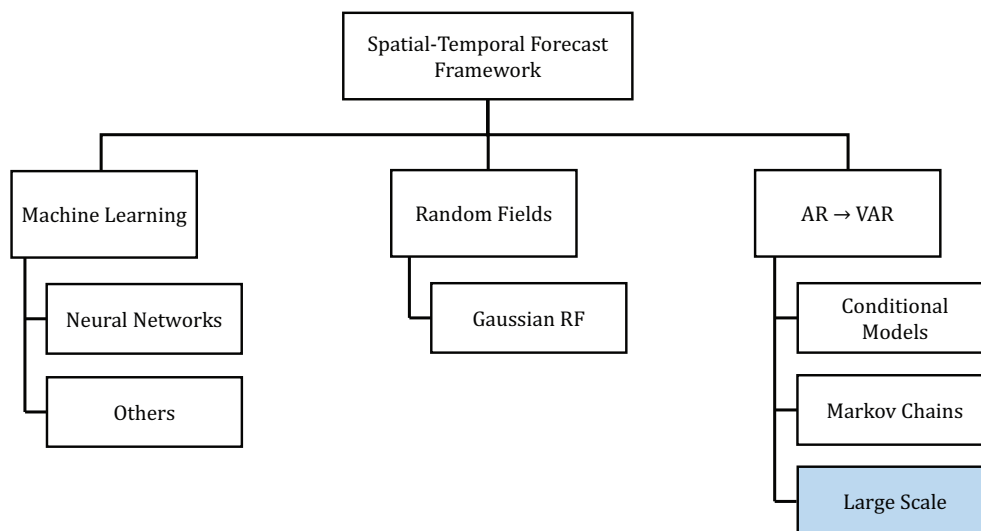 Spatial-Temporal Forecast
Framework
Machine Learning
Random Fields
AR → VAR
Neural Networks
Gaussian RF
Conditional
Models
Others
Markov Chains
Large Scale